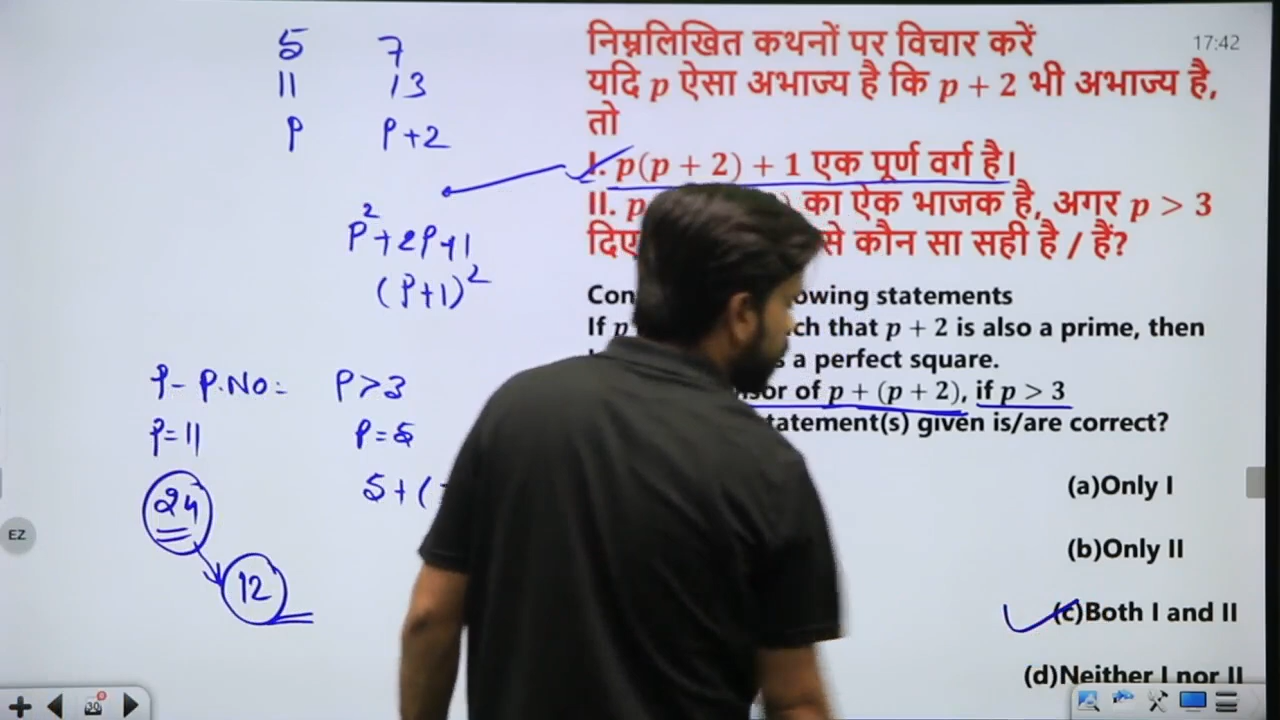 5 7
11 13
P P+2
P²+2P+1
(P+1)²
P- P.No= P>3
P=11 P=5
24 5+(
12
17:42
निम्नलिखित कथनों पर विचार करें
यदि p ऐसा अभाज्य है कि p + 2 भी अभाज्य है,
तो
I. p(p + 2) + 1 एक पूर्ण वर्ग है।
II. p का ऐक भाजक है, अगर p > 3
से कौन सा सही है / हैं?
owing statements
If p ch that p + 2 is also a prime, then
a perfect square.
of p + (p + 2), if p > 3
tatement(s) given is/are correct?
(a)Only I
(b)Only II
(c)Both I and II
(d)Neither I nor II
EZ
30